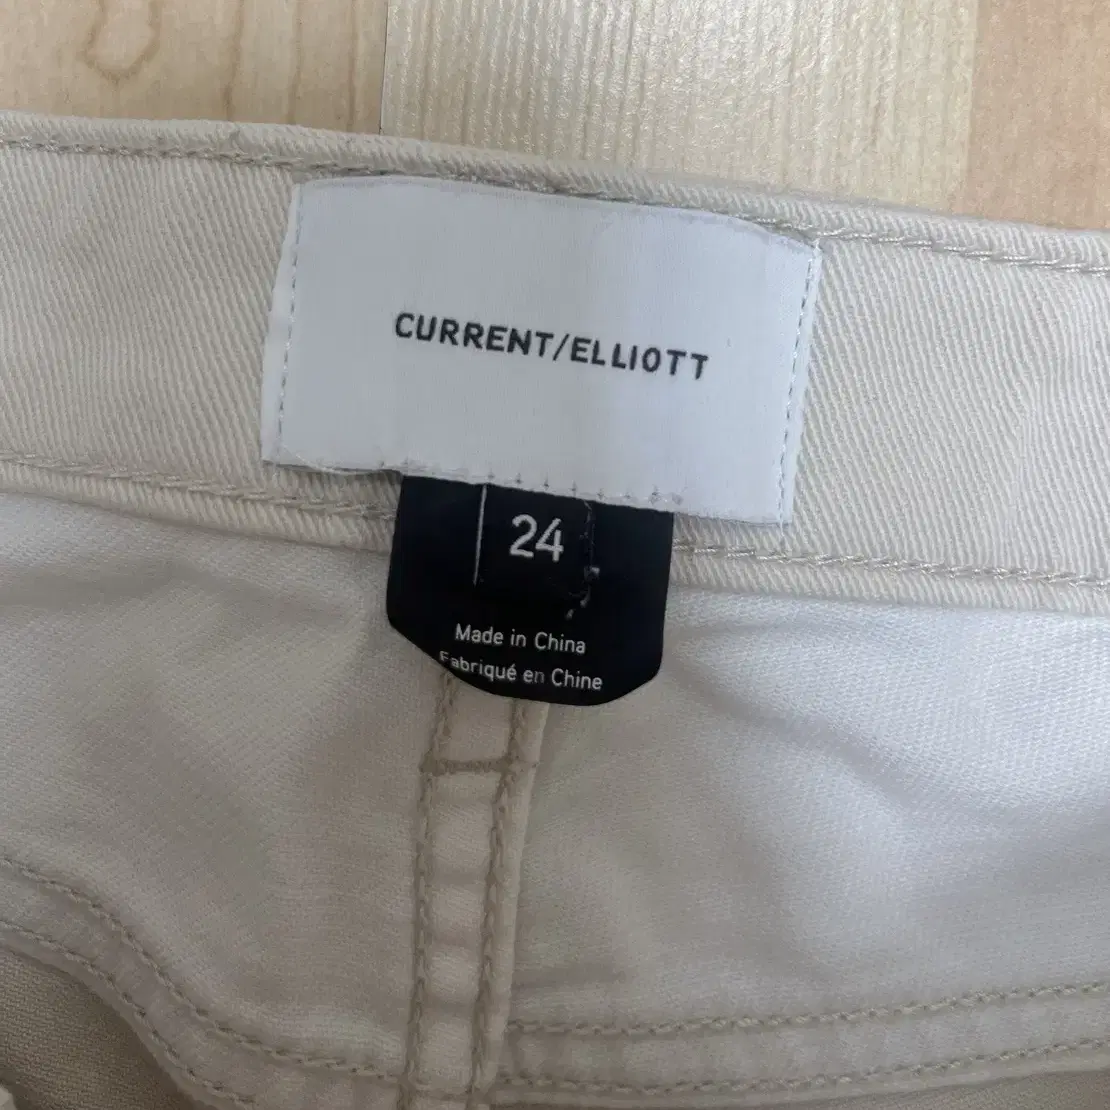 CURRENT/ELLIOTT
24
Made in China
Fabriqué en Chine